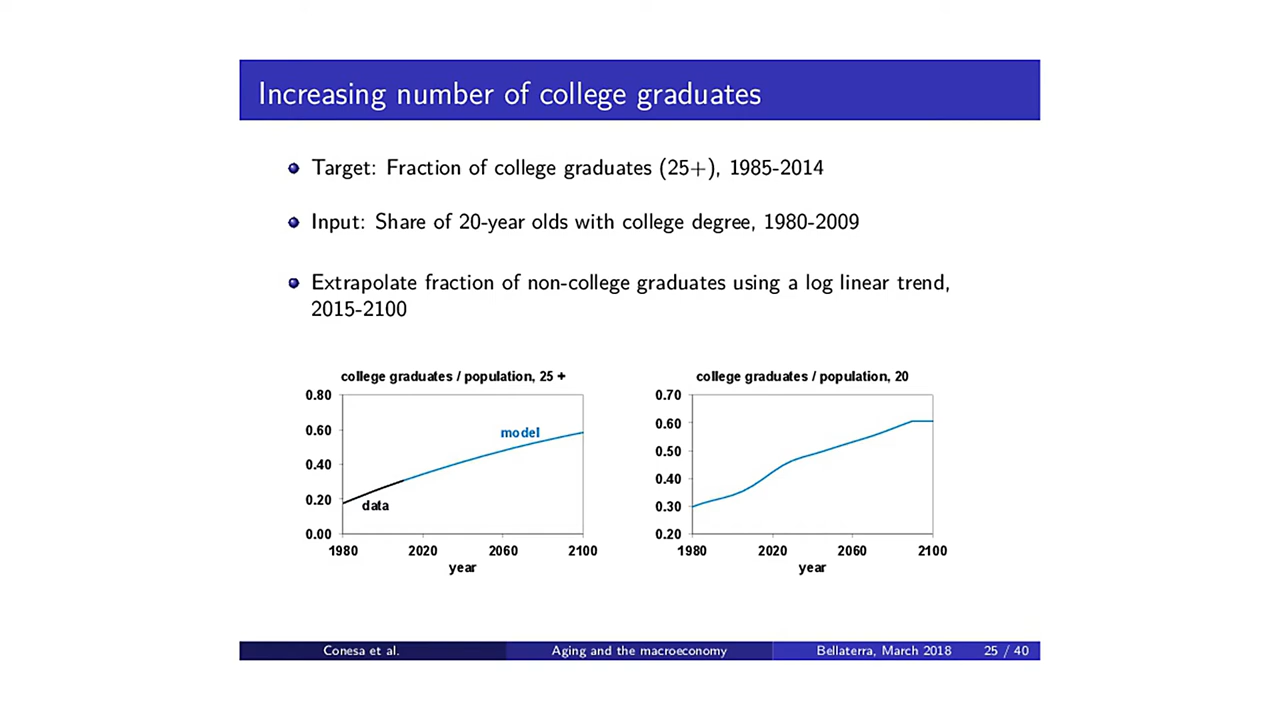 Increasing number of college graduates
Target: Fraction of college graduates (25+), 1985-2014
Input: Share of 20-year olds with college degree, 1980-2009
Extrapolate fraction of non-college graduates using a log linear trend,
2015-2100
college graduates / population, 25 +
0.80
0.60
0.40
0.20
0.00
model
data
1980 2020 2060 2100
year
college graduates / population, 20
0.70
0.60
0.50
0.40
0.30
0.20
1980 2020 2060 2100
year
Conesa et al. Aging and the macroeconomy Bellaterra, March 2018 25 / 40